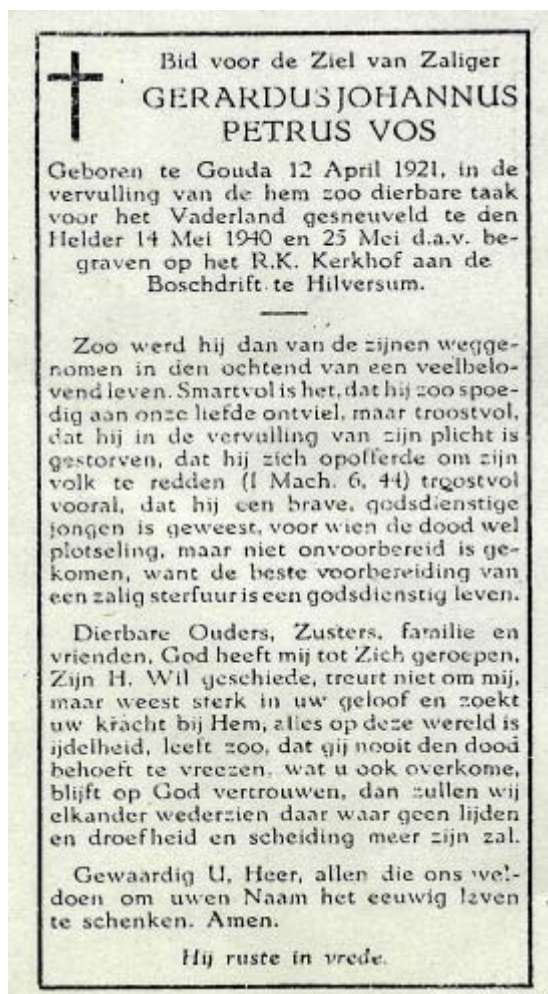 Bid voor de Ziel van Zaliger
GERARDUS JOHANNUS
PETRUS VOS
Geboren te Gouda 12 April 1921, in de
vervulling van de hem zoo dierbare taak
voor het Vaderland gesneuveld te den
Helder 14 Mei 1940 en 25 Mei d.a.v. be-
graven op het R.K. Kerkhof aan de
Boschdrift te Hilversum.
Zoo werd hij dan van de zijnen wegge-
nomen in den ochtend van een veelbelo-
vend leven. Smartvol is het, dat hij zoo spoe-
dig aan onze liefde ontviel, maar troostvol,
dat hij in de vervulling van zijn plicht is
gestorven, dat hij zich opofferde om zijn
volk te redden (I Mach. 6, 44) troostvol
vooral, dat hij een brave, godsdienstige
jongen is geweest, voor wien de dood wel
plotseling, maar niet onvoorbereid is ge-
komen, want de beste voorbereiding van
een zalig sterfuur is een godsdienstig leven.
Dierbare Ouders, Zusters, familie en
vrienden, God heeft mij tot Zich geroepen,
Zijn H. Wil geschiede, treurt niet om mij,
maar weest sterk in uw geloof en zoekt
uw kracht bij Hem, alles op deze wereld is
ijdelheid, leeft zoo, dat gij nooit den dood
behoeft te vreezen, wat u ook overkome,
blijft op God vertrouwen, dan zullen wij
elkander wederzien daar waar geen lijden
en droefheid en scheiding meer zijn zal.
Gewaardig U, Heer, allen die ons wel-
doen om uwen Naam het eeuwig leven
te schenken. Amen.
Hij ruste in vrede.